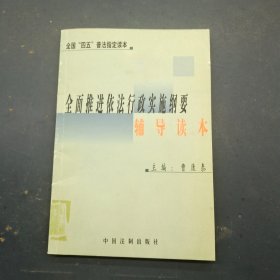 全国“四五”普法指定读本
全面推进依法行政实施纲要
辅导读本
主编：曹康泰
中国法制出版社